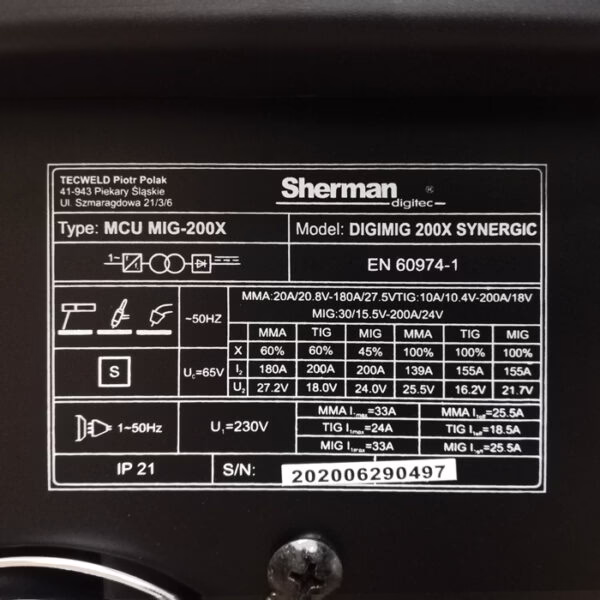 TECWELD Piotr Polak
41-943 Piekary Śląskie
Ul. Szmaragdowa 21/3/6
Sherman ®
digitec
Type: MCU MIG-200X
Model: DIGIMIG 200X SYNERGIC
1~
EN 60974-1
~50HZ
MMA:20A/20.8V-180A/27.5VTIG:10A/10.4V-200A/18V
MIG:30/15.5V-200A/24V
MMA TIG MIG MMA TIG MIG
X 60% 60% 45% 100% 100% 100%
S
U₀=65V
I₂ 180A 200A 200A 139A 155A 155A
U₂ 27.2V 18.0V 24.0V 25.5V 16.2V 21.7V
1~50Hz
U₁=230V
MMA I₁max=33A MMA I₁eff=25.5A
TIG I₁max=24A TIG I₁eff=18.5A
MIG I₁max=33A MIG I₁eff=25.5A
IP 21
S/N: 202006290497